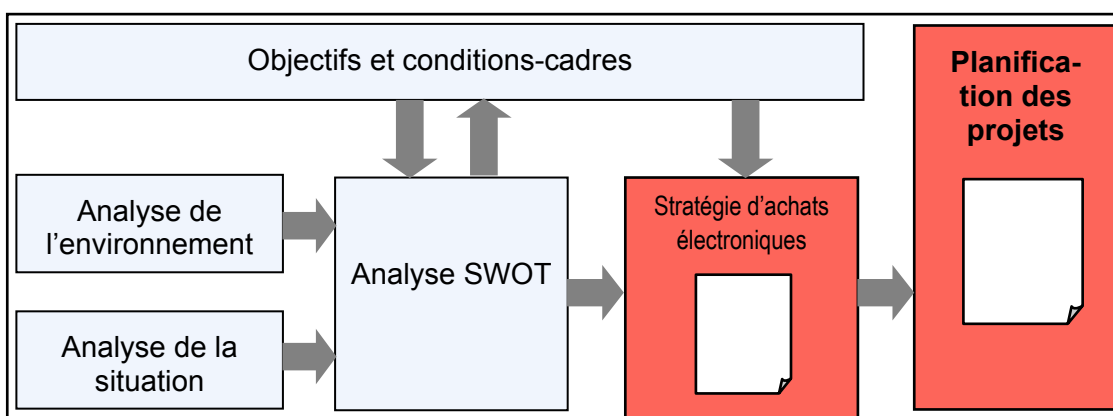 Objectifs et conditions-cadres
Planifica-
tion des
projets
Analyse de
l’environnement
Analyse SWOT
Stratégie d’achats
électroniques
Analyse de la
situation